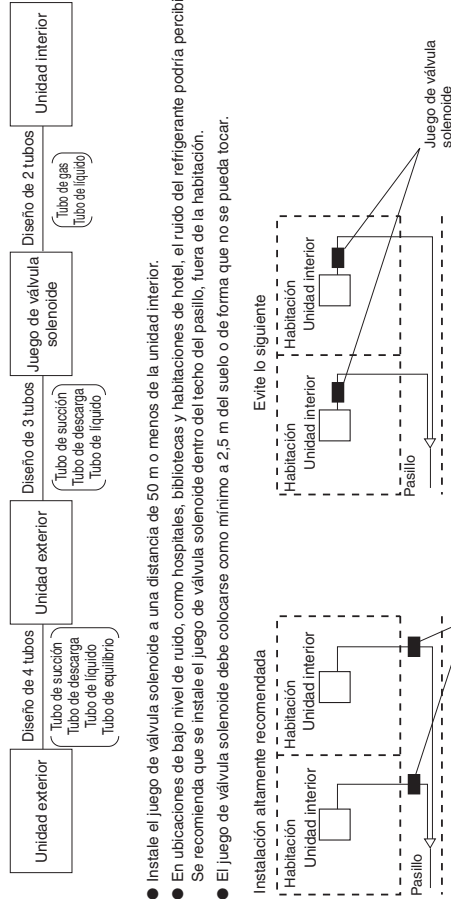 Unidad exterior
Diseño de 4 tubos
Tubo de succión
Tubo de descarga
Tubo de líquido
Tubo de equilibrio
Unidad exterior
Diseño de 3 tubos
Tubo de succión
Tubo de descarga
Tubo de líquido
Juego de válvula
solenoide
Diseño de 2 tubos
Tubo de gas
Tubo de líquido
Unidad interior
● Instale el juego de válvula solenoide a una distancia de 50 m o menos de la unidad interior.
● En ubicaciones de bajo nivel de ruido, como hospitales, bibliotecas y habitaciones de hotel, el ruido del refrigerante podría percibi
Se recomienda que se instale el juego de válvula solenoide dentro del techo del pasillo, fuera de la habitación.
● El juego de válvula solenoide debe colocarse como mínimo a 2,5 m del suelo o de forma que no se pueda tocar.
Instalación altamente recomendada
Habitación
Unidad interior
Habitación
Unidad interior
Pasillo
Evite lo siguiente
Habitación
Unidad interior
Habitación
Unidad interior
Pasillo
Juego de válvula
solenoide